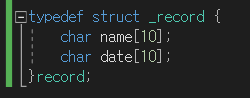 typedef struct _record {
    char name[10];
    char date[10];
}record;